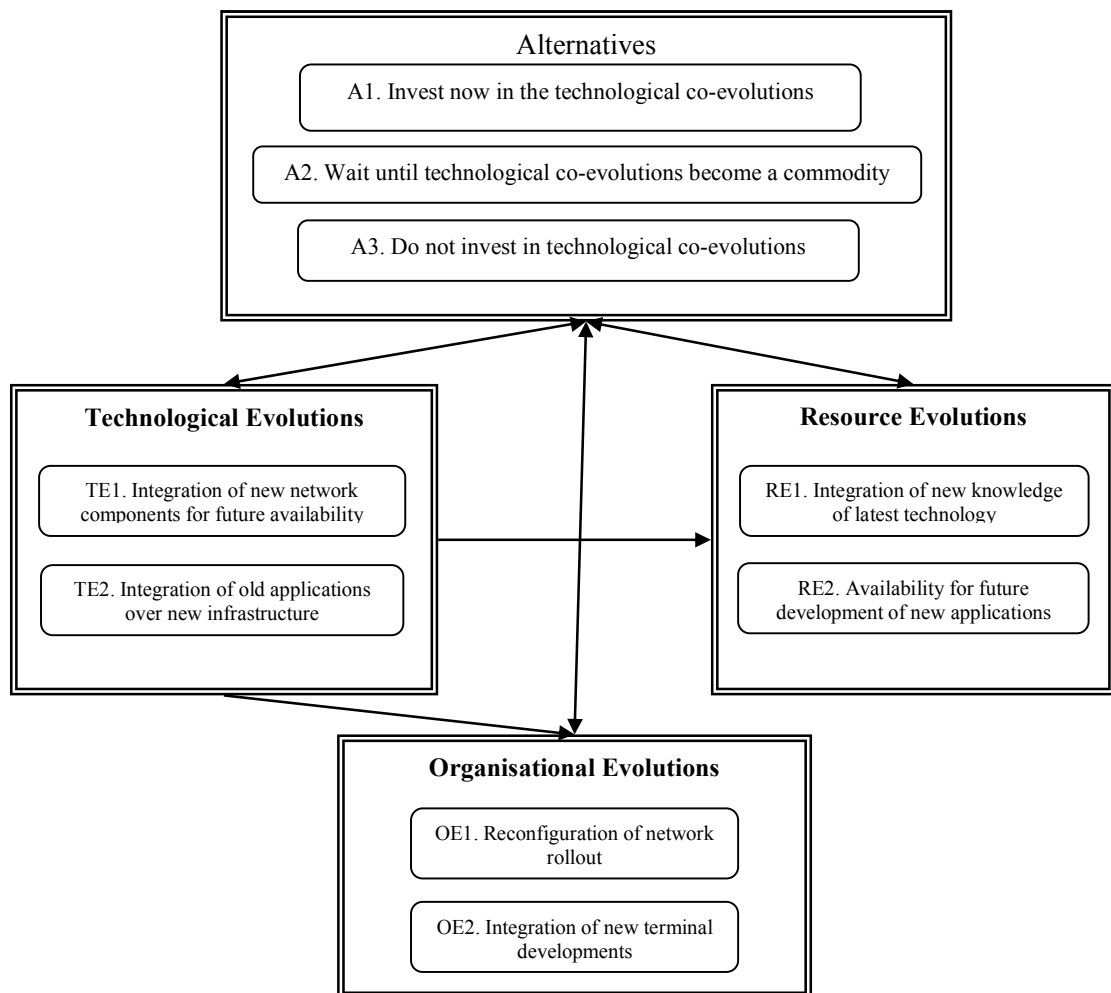 Alternatives
A1. Invest now in the technological co-evolutions
A2. Wait until technological co-evolutions become a commodity
A3. Do not invest in technological co-evolutions
Technological Evolutions
TE1. Integration of new network
components for future availability
TE2. Integration of old applications
over new infrastructure
Resource Evolutions
RE1. Integration of new knowledge
of latest technology
RE2. Availability for future
development of new applications
Organisational Evolutions
OE1. Reconfiguration of network
rollout
OE2. Integration of new terminal
developments